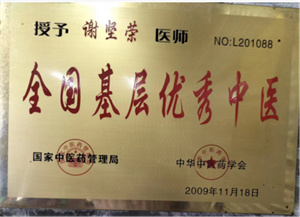 授予 谢坚荣 医师
NO:L201088
全国基层优秀中医
国家中医药管理局
中华中医药学会
2009年11月18日